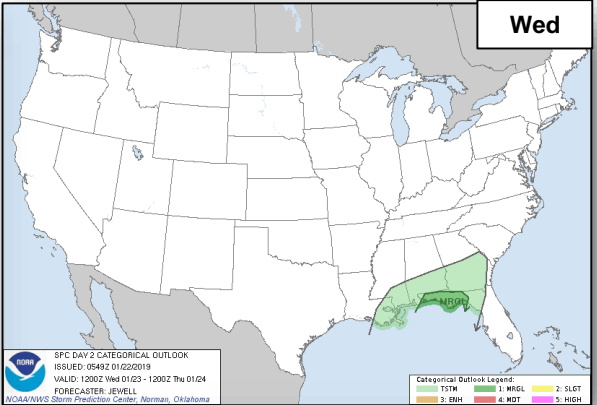 Wed
MRGL
NOAA
SPC DAY 2 CATEGORICAL OUTLOOK
ISSUED: 0549Z 01/22/2019
VALID: 1200Z Wed 01/23 - 1200Z Thu 01/24
FORECASTER: JEWELL
NOAA/NWS Storm Prediction Center, Norman, Oklahoma
Categorical Outlook Legend:
TSTM 1: MRGL 2: SLGT
3: ENH 4: MDT 5: HIGH